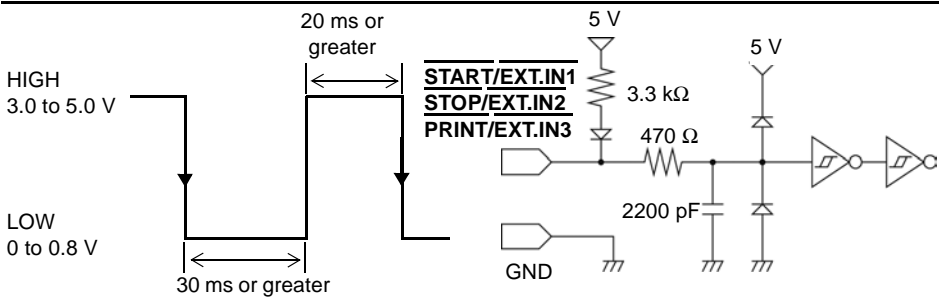 20 ms or
greater
HIGH
3.0 to 5.0 V
LOW
0 to 0.8 V
30 ms or greater
START/EXT.IN1
STOP/EXT.IN2
PRINT/EXT.IN3
5 V
3.3 kΩ
470 Ω
5 V
2200 pF
GND